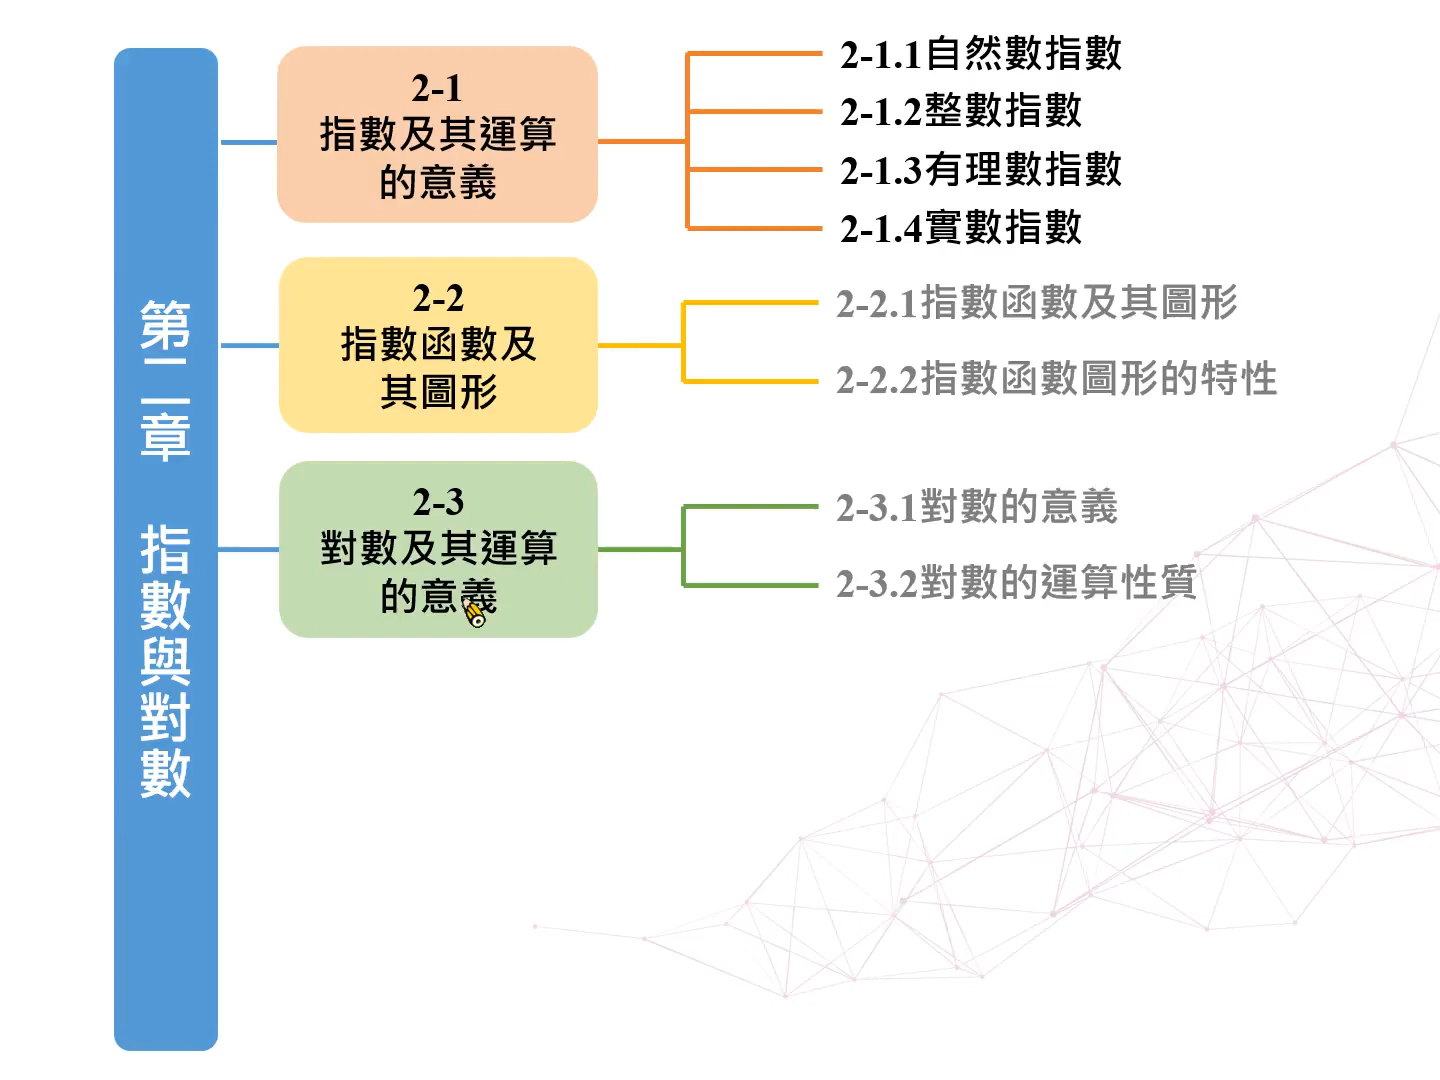 第二章 指數與對數
2-1
指數及其運算
的意義
2-1.1自然數指數
2-1.2整數指數
2-1.3有理數指數
2-1.4實數指數
2-2
指數函數及
其圖形
2-2.1指數函數及其圖形
2-2.2指數函數圖形的特性
2-3
對數及其運算
的意義
2-3.1對數的意義
2-3.2對數的運算性質